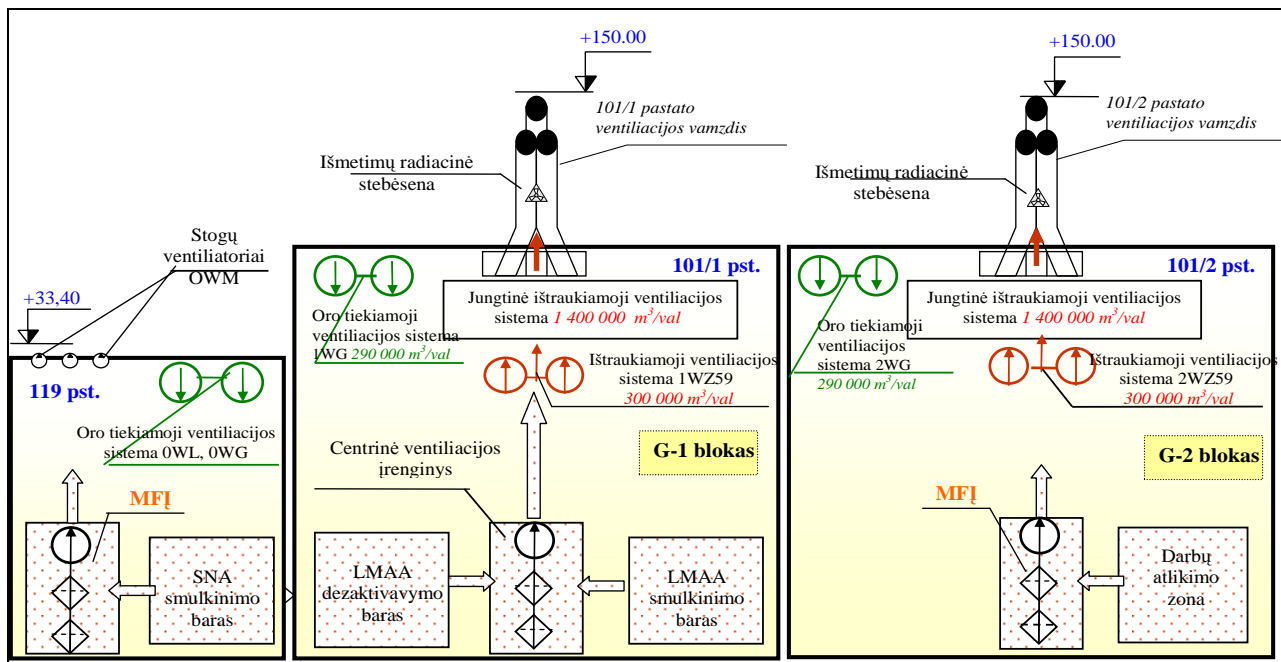 +150.00
101/1 pastato
ventiliacijos vamzdis
Išmetimų radiacinė
stebėsena
+150.00
101/2 pastato
ventiliacijos vamzdis
Išmetimų radiacinė
stebėsena
Stogų
ventiliatoriai
OWM
+33,40
119 pst.
Oro tiekiamoji ventiliacijos
sistema 0WL, 0WG
MFĮ
SNA
smulkinimo
baras
101/1 pst.
Jungtinė ištraukiamoji ventiliacijos
sistema 1 400 000 m³/val
Oro tiekiamoji
ventiliacijos sistema
1WG 290 000 m³/val
Ištraukiamoji ventiliacijos
sistema 1WZ59
300 000 m³/val
Centrinė ventiliacijos
įrenginys
G-1 blokas
LMAA
dezaktivavymo
baras
LMAA
smulkinimo
baras
101/2 pst.
Jungtinė ištraukiamoji ventiliacijos
sistema 1 400 000 m³/val
Oro tiekiamoji
ventiliacijos
sistema 2WG
290 000 m³/val
Ištraukiamoji ventiliacijos
sistema 2WZ59
300 000 m³/val
G-2 blokas
MFĮ
Darbų
atlikimo
zona